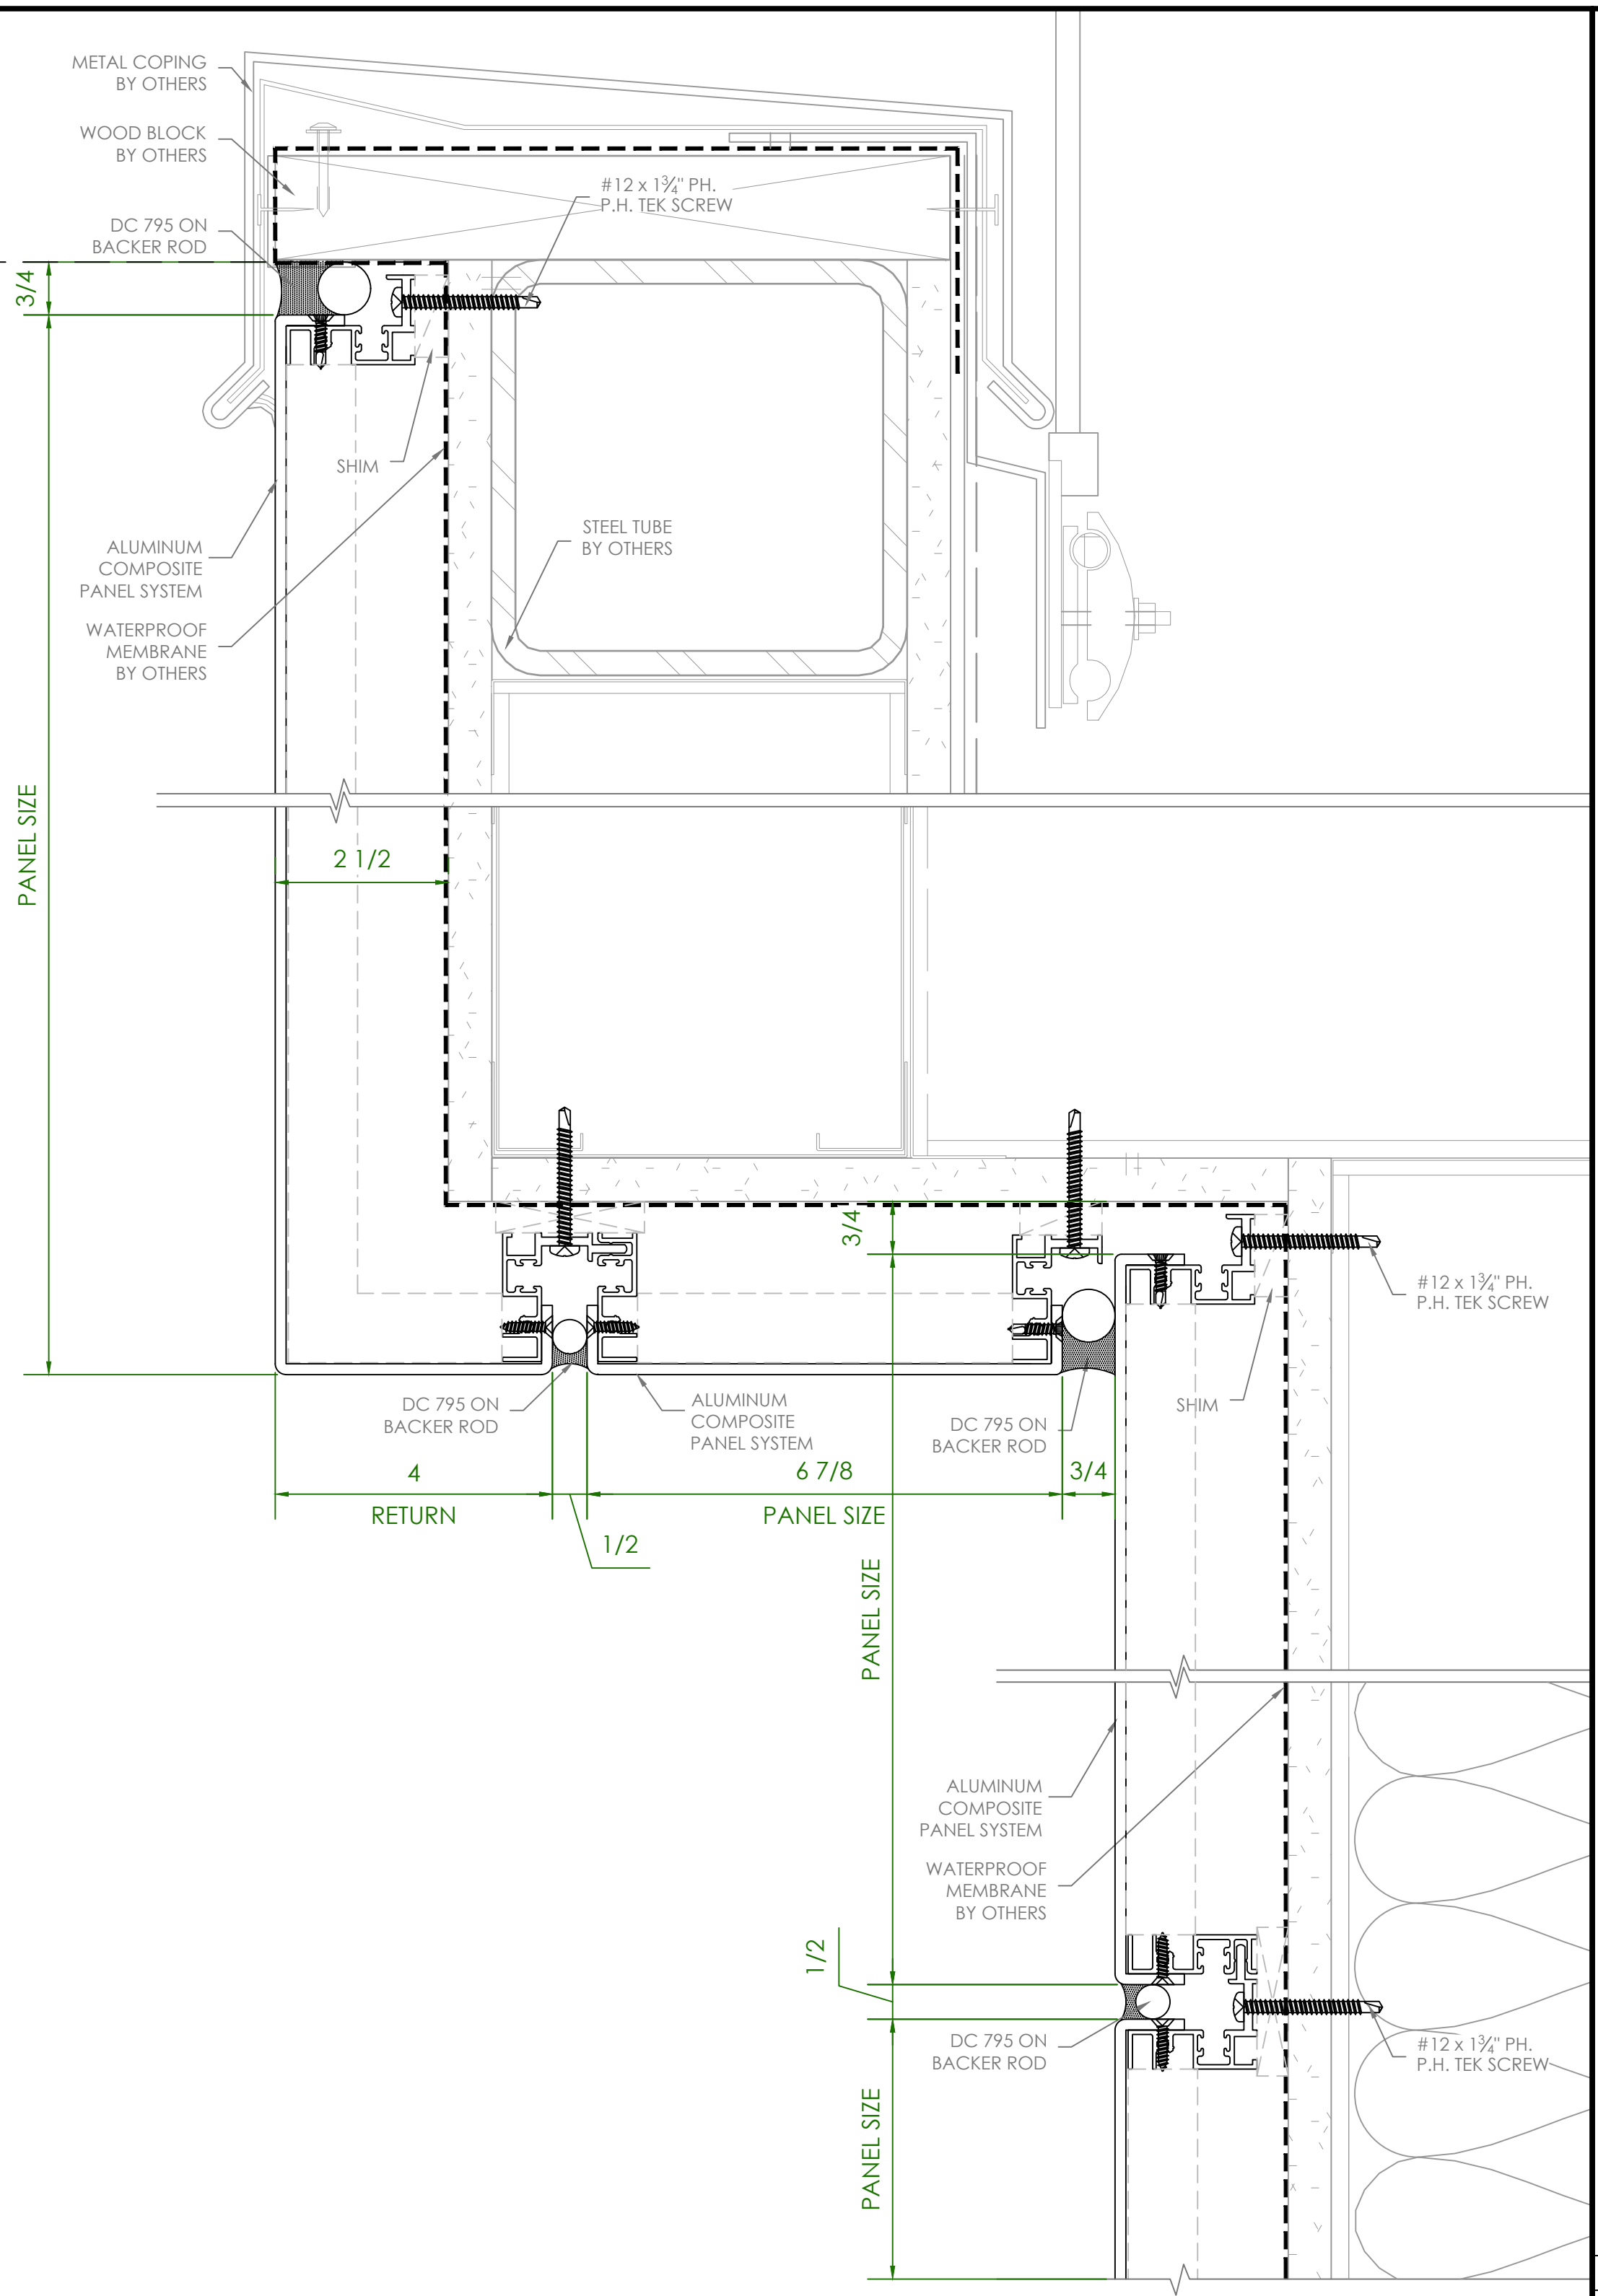 METAL COPING
BY OTHERS
WOOD BLOCK
BY OTHERS
#12 x 1¾" PH.
P.H. TEK SCREW
DC 795 ON
BACKER ROD
3/4
SHIM
STEEL TUBE
BY OTHERS
ALUMINUM
COMPOSITE
PANEL SYSTEM
WATERPROOF
MEMBRANE
BY OTHERS
PANEL SIZE
2 1/2
3/4
#12 x 1¾" PH.
P.H. TEK SCREW
DC 795 ON
BACKER ROD
ALUMINUM
COMPOSITE
PANEL SYSTEM
DC 795 ON
BACKER ROD
SHIM
4
RETURN
1/2
6 7/8
PANEL SIZE
3/4
PANEL SIZE
ALUMINUM
COMPOSITE
PANEL SYSTEM
WATERPROOF
MEMBRANE
BY OTHERS
1/2
DC 795 ON
BACKER ROD
#12 x 1¾" PH.
P.H. TEK SCREW
PANEL SIZE